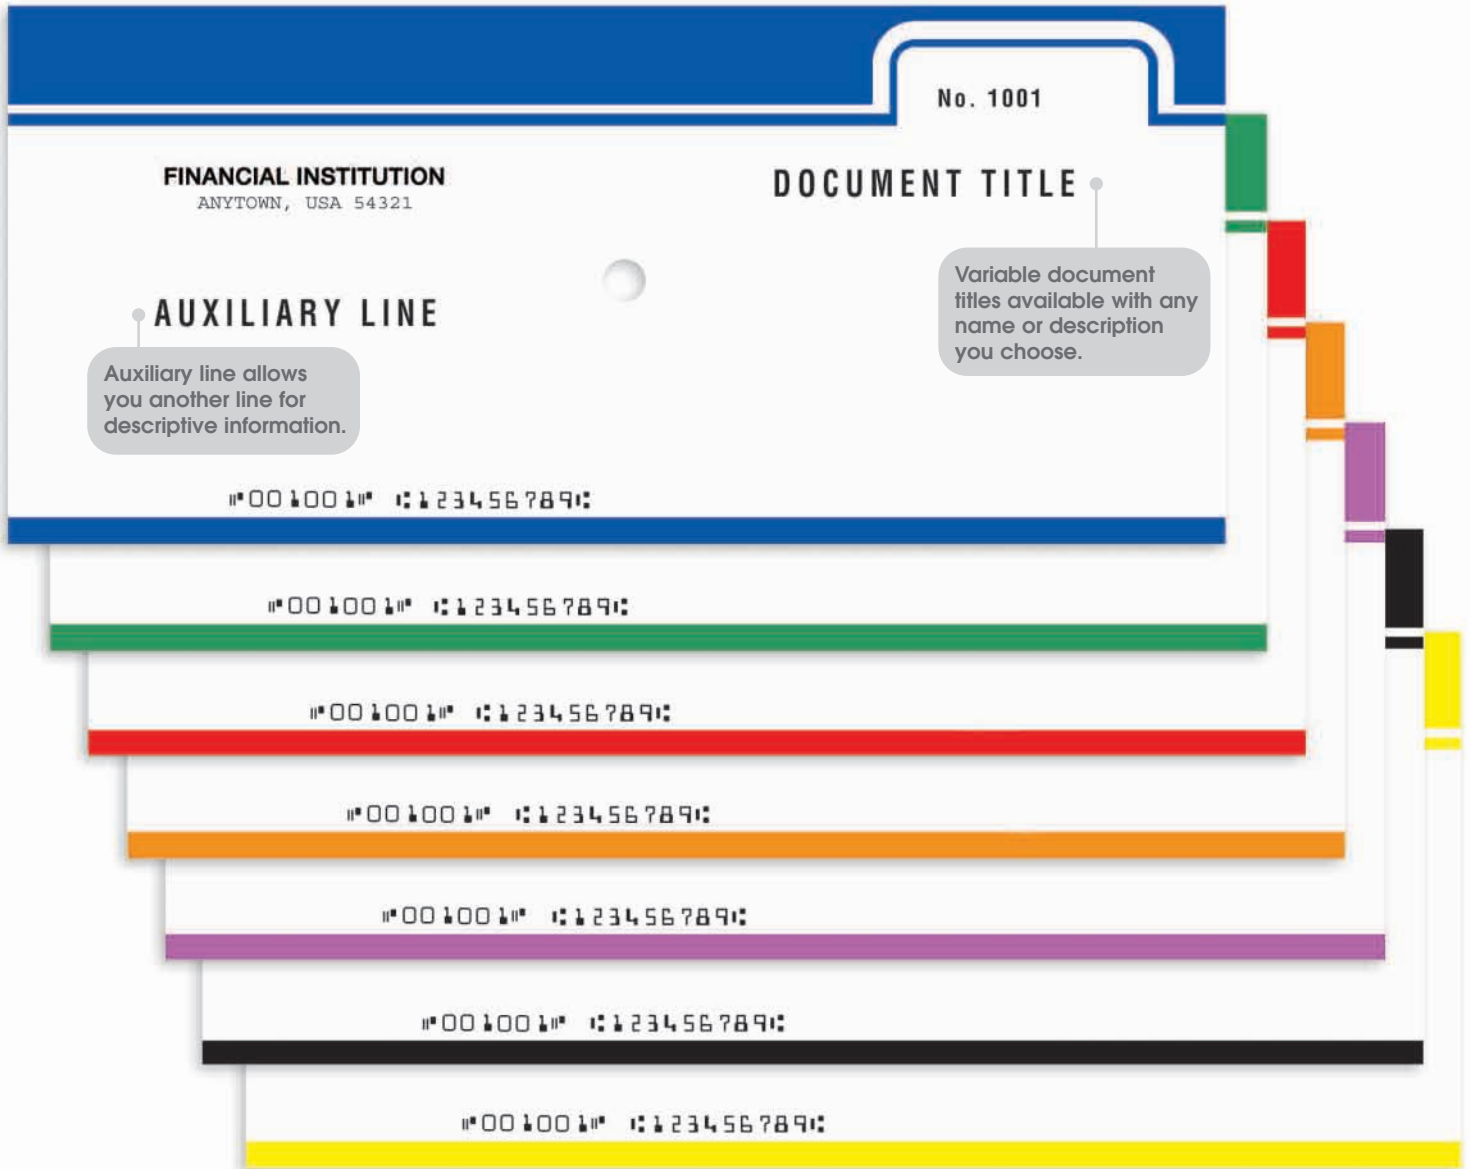 No. 1001
FINANCIAL INSTITUTION
ANYTOWN, USA 54321
DOCUMENT TITLE
Variable document
titles available with any
name or description
you choose.
AUXILIARY LINE
Auxiliary line allows
you another line for
descriptive information.
⑈001001⑈ ⑆123456789⑆
⑈001001⑈ ⑆123456789⑆
⑈001001⑈ ⑆123456789⑆
⑈001001⑈ ⑆123456789⑆
⑈001001⑈ ⑆123456789⑆
⑈001001⑈ ⑆123456789⑆
⑈001001⑈ ⑆123456789⑆